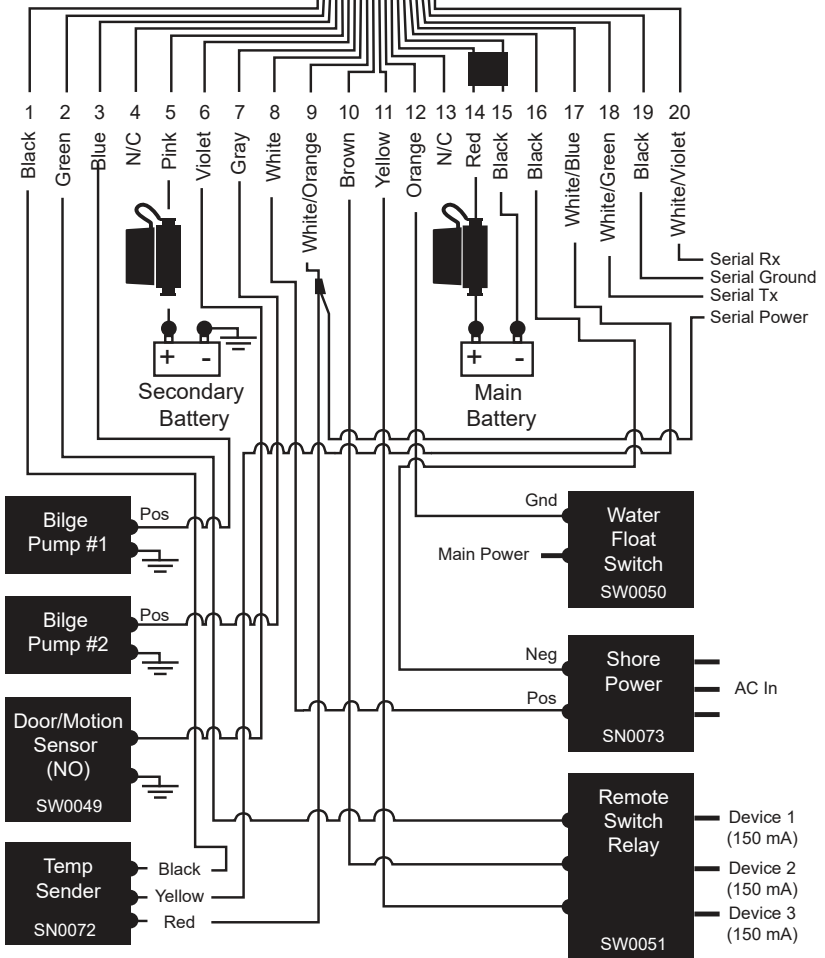 1 2 3 4 5 6 7 8 9 10 11 12 13 14 15 16 17 18 19 20
Black
Green
Blue
N/C
Pink
Violet
Gray
White
White/Orange
Brown
Yellow
Orange
N/C
Red
Black
Black
White/Blue
White/Green
Black
White/Violet
Serial Rx
Serial Ground
Serial Tx
Serial Power
+ -
Secondary
Battery
+ -
Main
Battery
Bilge
Pump #1
Pos
Bilge
Pump #2
Pos
Door/Motion
Sensor
(NO)
SW0049
Temp
Sender
SN0072
Black
Yellow
Red
Gnd
Main Power
Water
Float
Switch
SW0050
Neg
Pos
Shore
Power
SN0073
AC In
Remote
Switch
Relay
SW0051
Device 1
(150 mA)
Device 2
(150 mA)
Device 3
(150 mA)